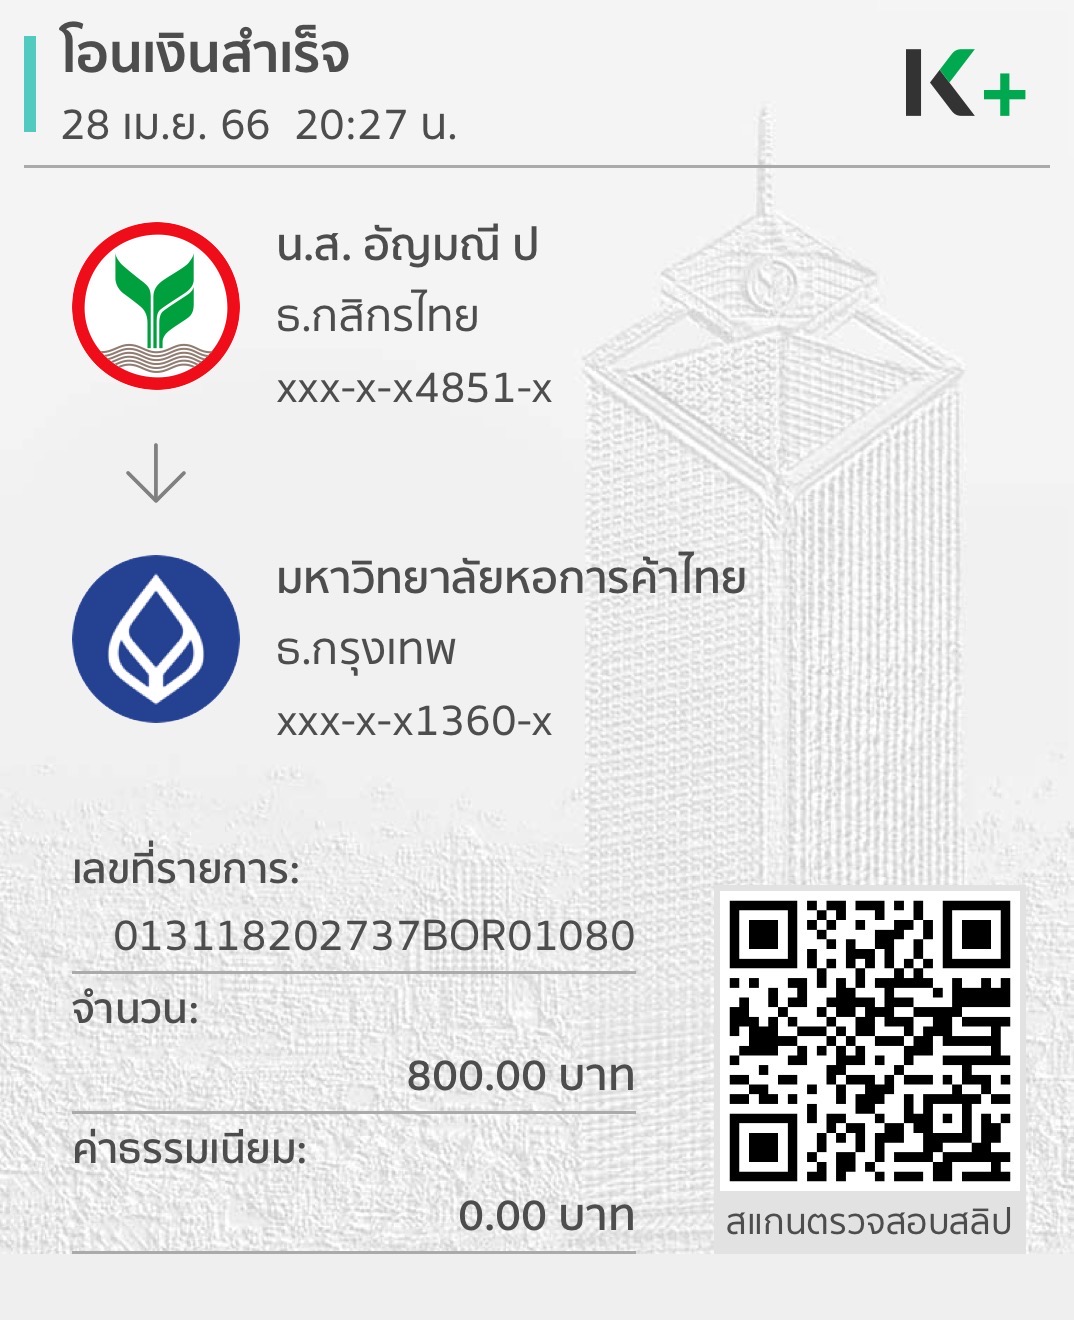 โอนเงินสำเร็จ
28 เม.ย. 66  20:27 น.
K+
น.ส. อัญมณี ป
ธ.กสิกรไทย
xxx-x-x4851-x
มหาวิทยาลัยหอการค้าไทย
ธ.กรุงเทพ
xxx-x-x1360-x
เลขที่รายการ:
013118202737BOR01080
จำนวน:
800.00 บาท
ค่าธรรมเนียม:
0.00 บาท
สแกนตรวจสอบสลิป